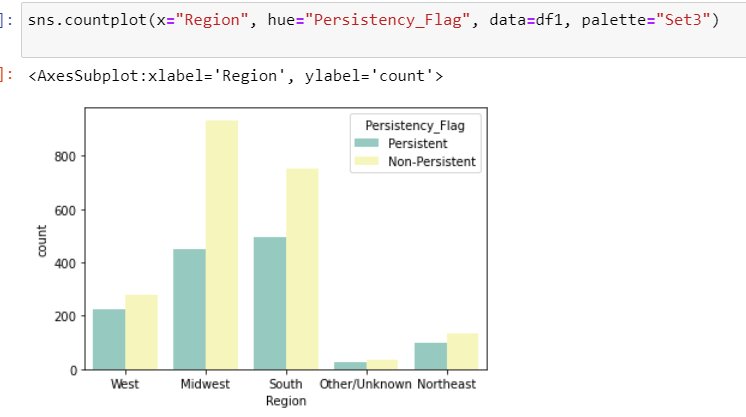 ]: sns.countplot(x="Region", hue="Persistency_Flag", data=df1, palette="Set3")
]: <AxesSubplot:xlabel='Region', ylabel='count'>
Persistency_Flag
Persistent
Non-Persistent
800
600
400
200
0
count
West Midwest South Other/Unknown Northeast
Region